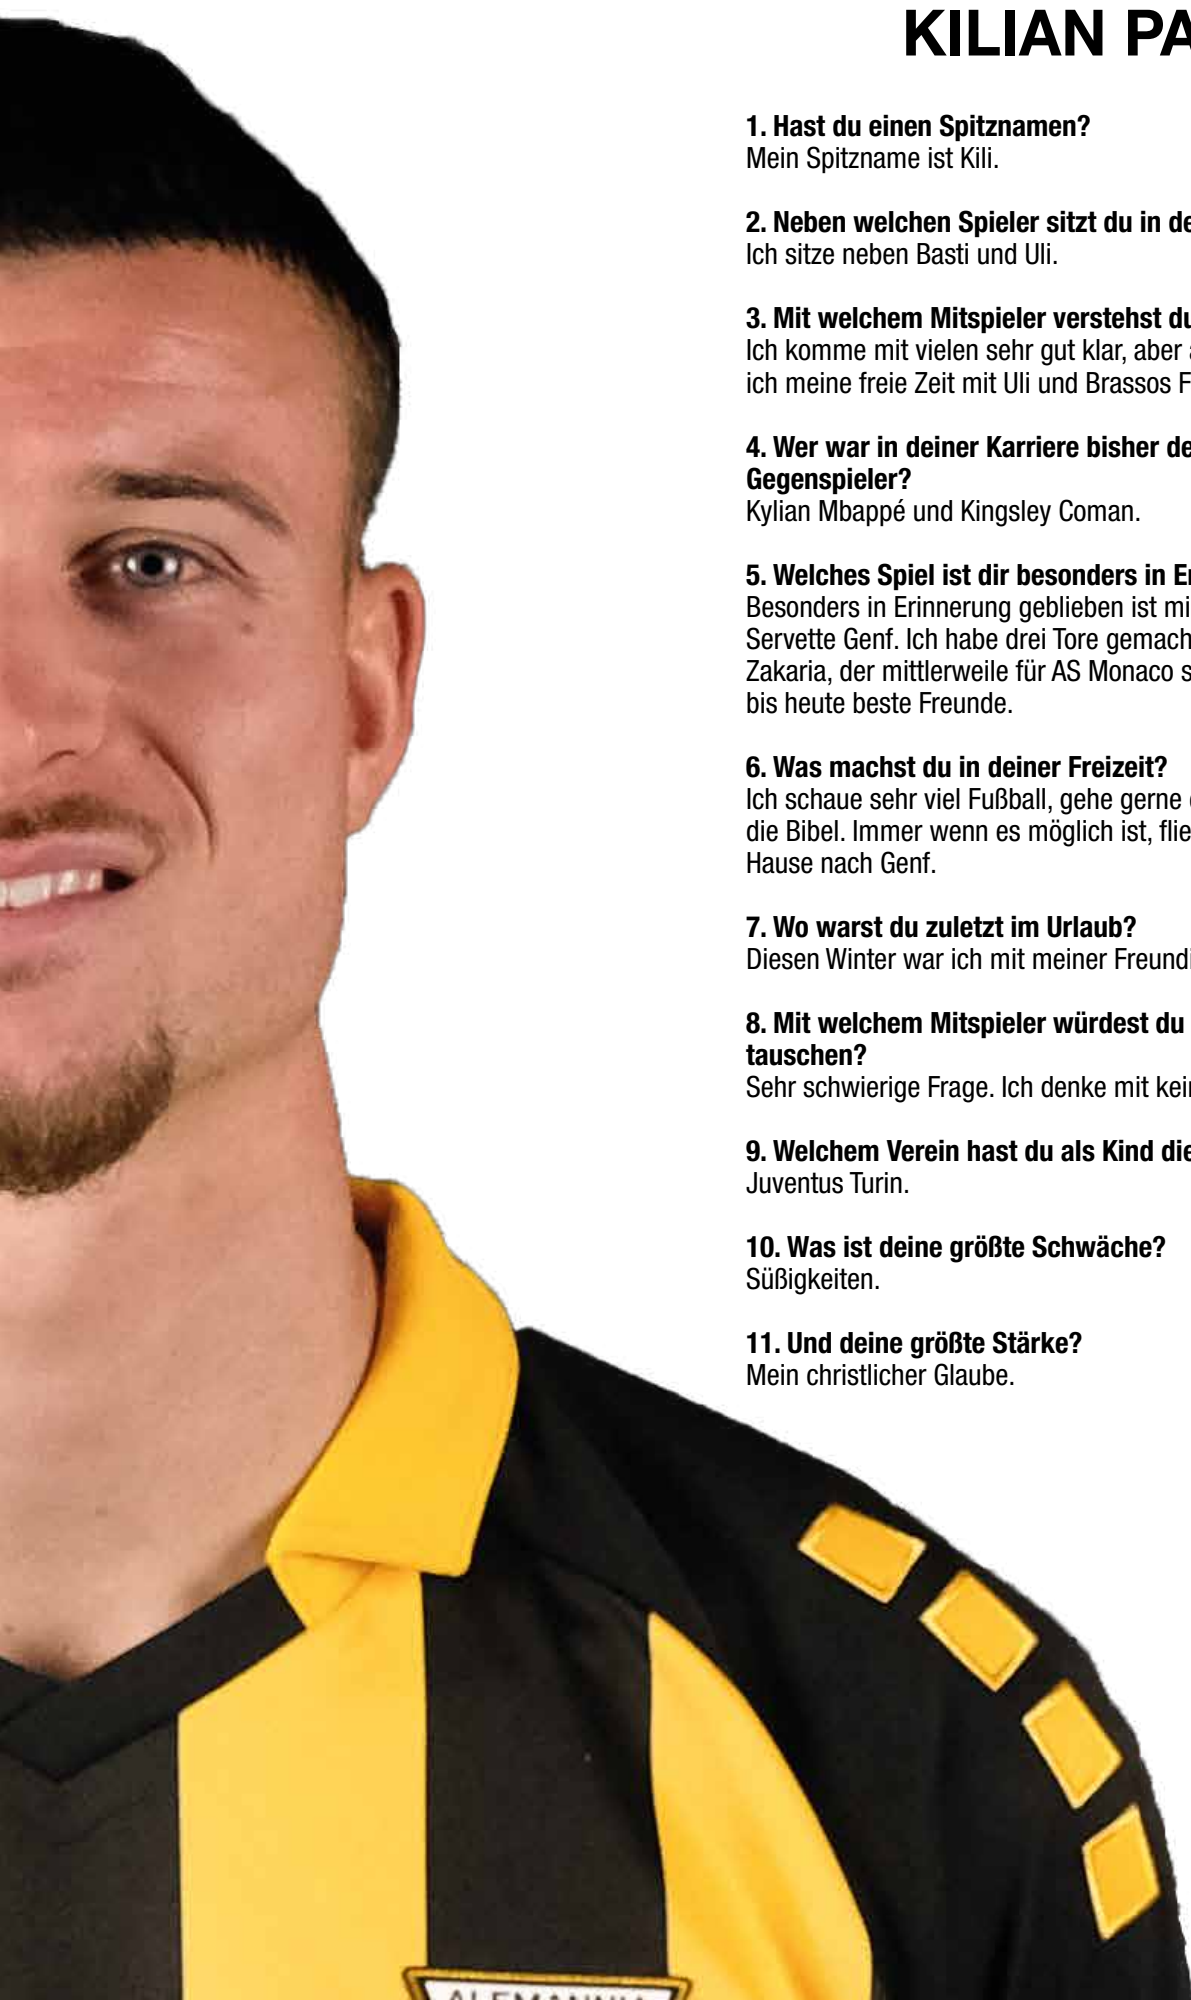 KILIAN PA
1. Hast du einen Spitznamen?
Mein Spitzname ist Kili.
2. Neben welchen Spieler sitzt du in de
Ich sitze neben Basti und Uli.
3. Mit welchem Mitspieler verstehst du
Ich komme mit vielen sehr gut klar, aber
ich meine freie Zeit mit Uli und Brassos F
4. Wer war in deiner Karriere bisher de
Gegenspieler?
Kylian Mbappé und Kingsley Coman.
5. Welches Spiel ist dir besonders in Er
Besonders in Erinnerung geblieben ist mi
Servette Genf. Ich habe drei Tore gemach
Zakaria, der mittlerweile für AS Monaco s
bis heute beste Freunde.
6. Was machst du in deiner Freizeit?
Ich schaue sehr viel Fußball, gehe gerne
die Bibel. Immer wenn es möglich ist, flie
Hause nach Genf.
7. Wo warst du zuletzt im Urlaub?
Diesen Winter war ich mit meiner Freundi
8. Mit welchem Mitspieler würdest du
tauschen?
Sehr schwierige Frage. Ich denke mit kei
9. Welchem Verein hast du als Kind die
Juventus Turin.
10. Was ist deine größte Schwäche?
Süßigkeiten.
11. Und deine größte Stärke?
Mein christlicher Glaube.
ALEMANNIA